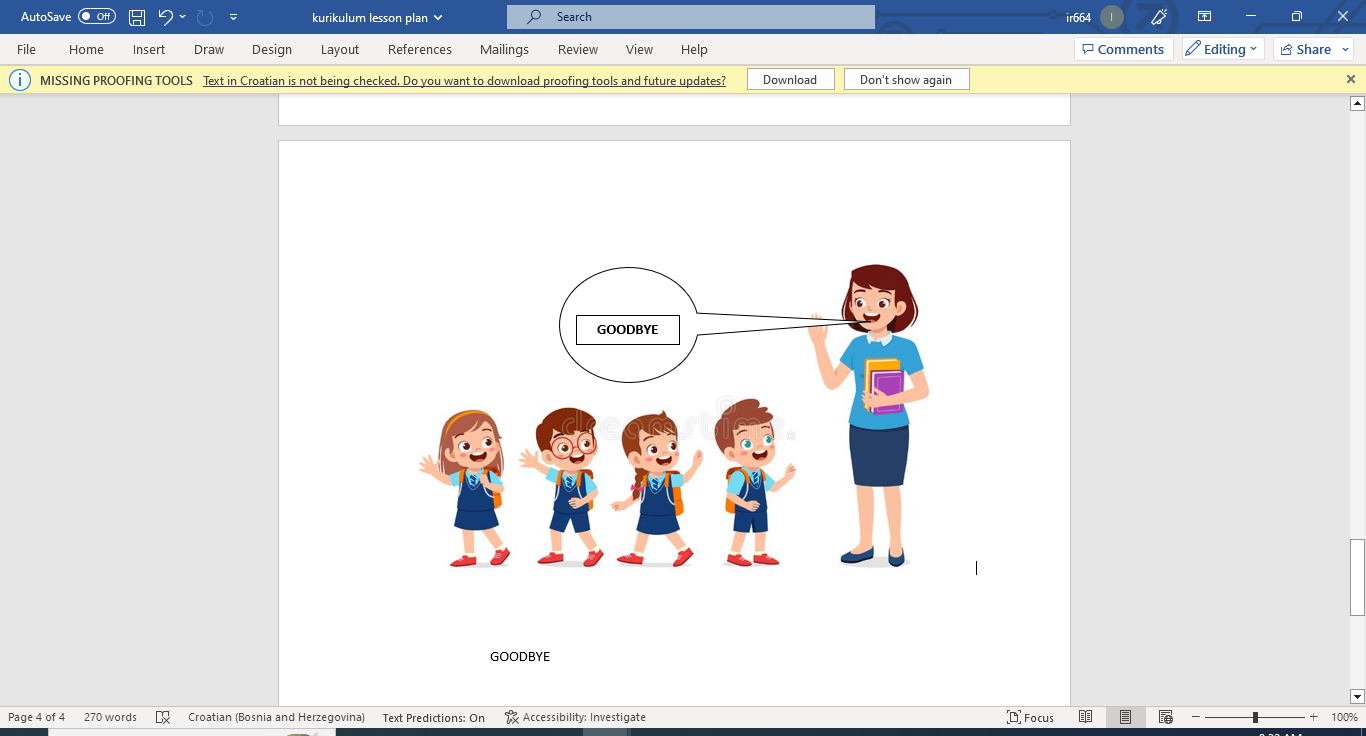 AutoSave Off kurikulum lesson plan Search ir664 I
File Home Insert Draw Design Layout References Mailings Review View Help Comments Editing Share
MISSING PROOFING TOOLS Text in Croatian is not being checked. Do you want to download proofing tools and future updates? Download Don't show again
GOODBYE
dreamstime.
GOODBYE
Page 4 of 4 270 words Croatian (Bosnia and Herzegovina) Text Predictions: On Accessibility: Investigate Focus 100%